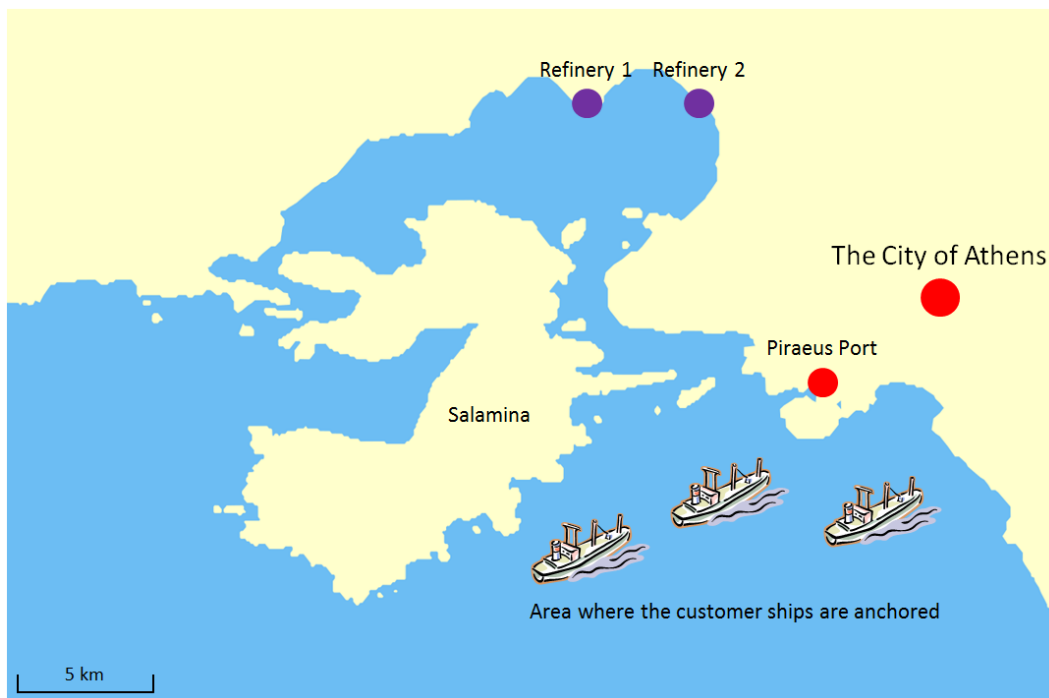 Refinery 1
Refinery 2
The City of Athens
Piraeus Port
Salamina
Area where the customer ships are anchored
5 km